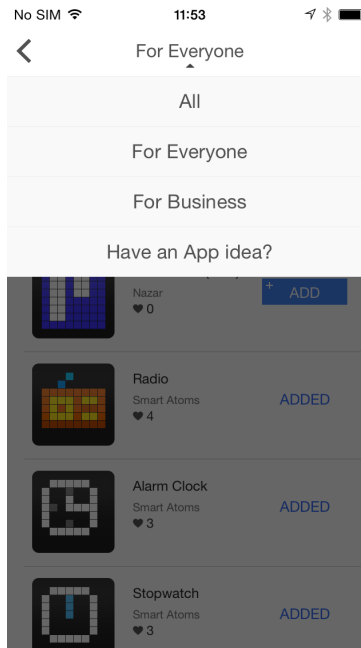 No SIM 11:53
For Everyone
All
For Everyone
For Business
Have an App idea?
Nazar
0
+ ADD
Radio
Smart Atoms
4
ADDED
Alarm Clock
Smart Atoms
3
ADDED
Stopwatch
Smart Atoms
3
ADDED